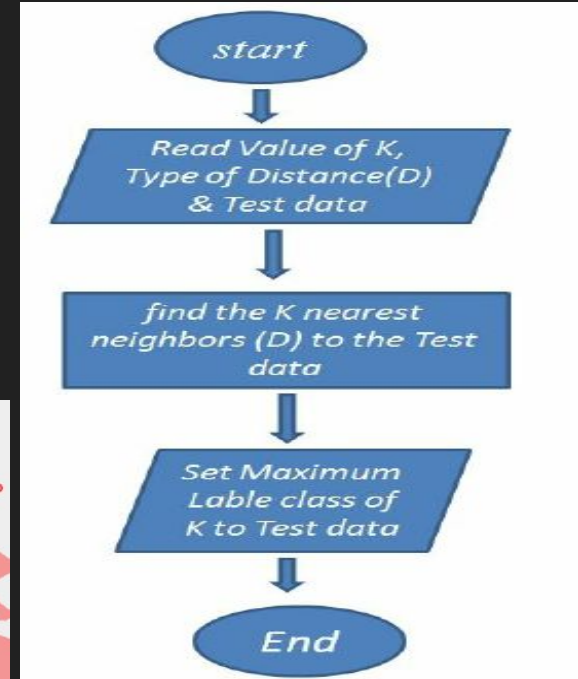 start
Read Value of K,
Type of Distance(D)
& Test data
find the K nearest
neighbors (D) to the Test
data
Set Maximum
Lable class of
K to Test data
End